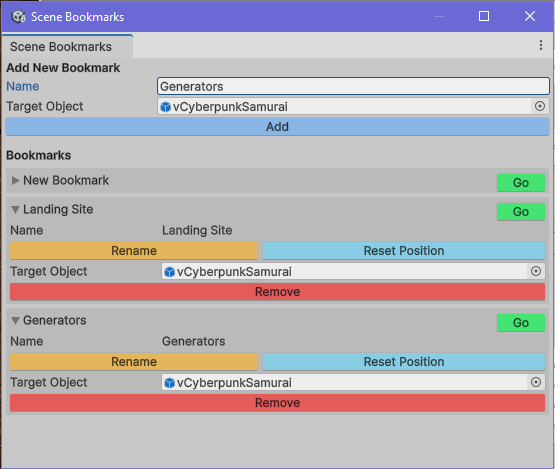 Scene Bookmarks
Scene Bookmarks
Add New Bookmark
Name Generators
Target Object vCyberpunkSamurai
Add
Bookmarks
New Bookmark Go
Landing Site Go
Name Landing Site
Rename Reset Position
Target Object vCyberpunkSamurai
Remove
Generators Go
Name Generators
Rename Reset Position
Target Object vCyberpunkSamurai
Remove